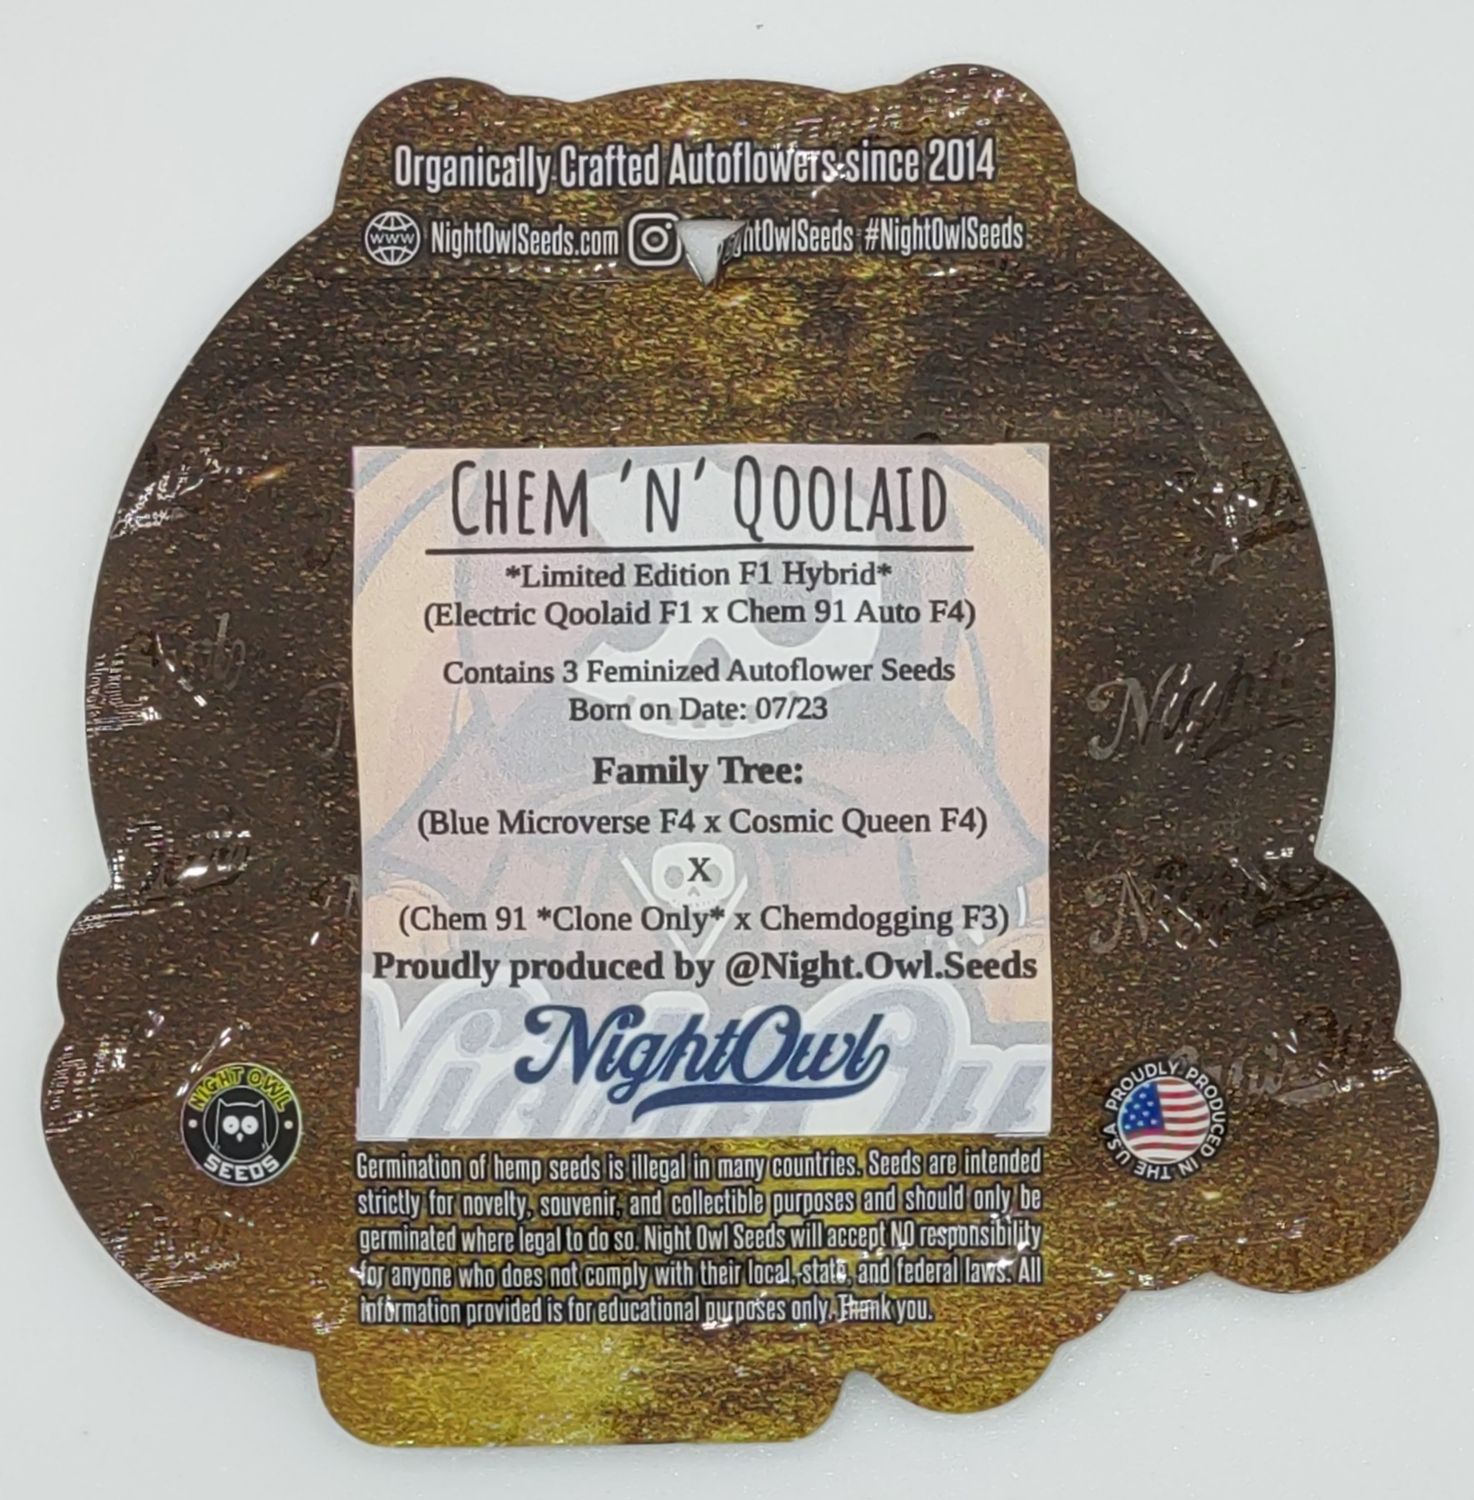 Organically Crafted Autoflowers since 2014
www NightOwlSeeds.com htOwlSeeds #NightOwlSeeds
CHEM 'N' QOOLAID
*Limited Edition F1 Hybrid*
(Electric Qoolaid F1 x Chem 91 Auto F4)
Contains 3 Feminized Autoflower Seeds
Born on Date: 07/23
Family Tree:
(Blue Microverse F4 x Cosmic Queen F4)
x
(Chem 91 *Clone Only* x Chemdogging F3)
Proudly produced by @Night.Owl.Seeds
NightOwl
NIGHT OWL
SEEDS
PROUDLY PRODUCED IN THE USA
Germination of hemp seeds is illegal in many countries. Seeds are intended
strictly for novelty, souvenir, and collectible purposes and should only be
germinated where legal to do so. Night Owl Seeds will accept NO responsibility
for anyone who does not comply with their local, state, and federal laws. All
information provided is for educational purposes only. Thank you.